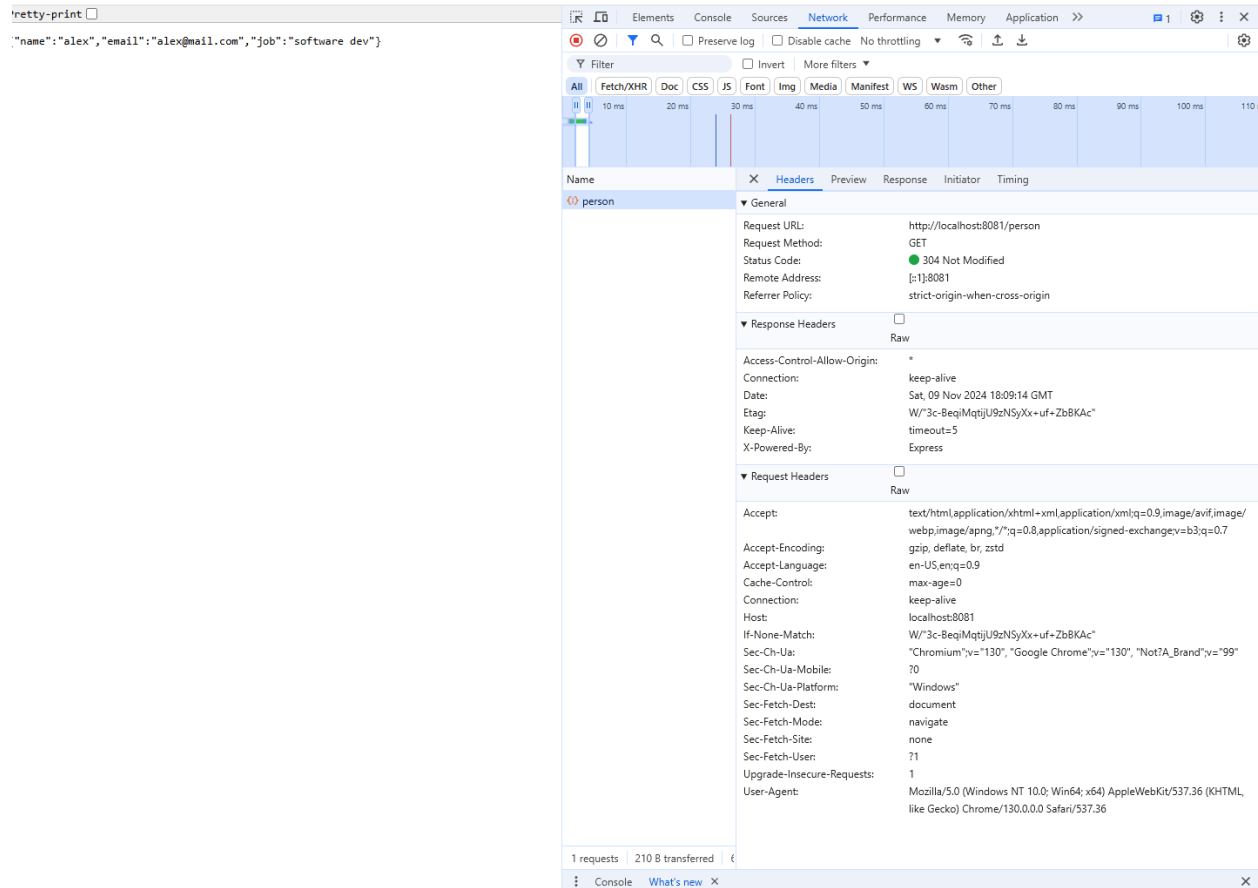 Pretty-print
"name":"alex","email":"alex@mail.com","job":"software dev"}
Elements Console Sources Network Performance Memory Application 1
Preserve log Disable cache No throttling
Filter Invert More filters
All Fetch/XHR Doc CSS JS Font Img Media Manifest WS Wasm Other
10 ms 20 ms 30 ms 40 ms 50 ms 60 ms 70 ms 80 ms 90 ms 100 ms 110
Name
person
Headers Preview Response Initiator Timing
General
Request URL: http://localhost:8081/person
Request Method: GET
Status Code: 304 Not Modified
Remote Address: [::1]:8081
Referrer Policy: strict-origin-when-cross-origin
Response Headers
Raw
Access-Control-Allow-Origin: *
Connection: keep-alive
Date: Sat, 09 Nov 2024 18:09:14 GMT
Etag: W/"3c-BeqiMqtijU9zNSyXx+uf+ZbBKAc"
Keep-Alive: timeout=5
X-Powered-By: Express
Request Headers
Raw
Accept: text/html,application/xhtml+xml,application/xml;q=0.9,image/avif,image/
webp,image/apng,*/*;q=0.8,application/signed-exchange;v=b3;q=0.7
Accept-Encoding: gzip, deflate, br, zstd
Accept-Language: en-US,en;q=0.9
Cache-Control: max-age=0
Connection: keep-alive
Host: localhost:8081
If-None-Match: W/"3c-BeqiMqtijU9zNSyXx+uf+ZbBKAc"
Sec-Ch-Ua: "Chromium";v="130", "Google Chrome";v="130", "Not?A_Brand";v="99"
Sec-Ch-Ua-Mobile: ?0
Sec-Ch-Ua-Platform: "Windows"
Sec-Fetch-Dest: document
Sec-Fetch-Mode: navigate
Sec-Fetch-Site: none
Sec-Fetch-User: ?1
Upgrade-Insecure-Requests: 1
User-Agent: Mozilla/5.0 (Windows NT 10.0; Win64; x64) AppleWebKit/537.36 (KHTML,
like Gecko) Chrome/130.0.0.0 Safari/537.36
1 requests 210 B transferred
Console What's new